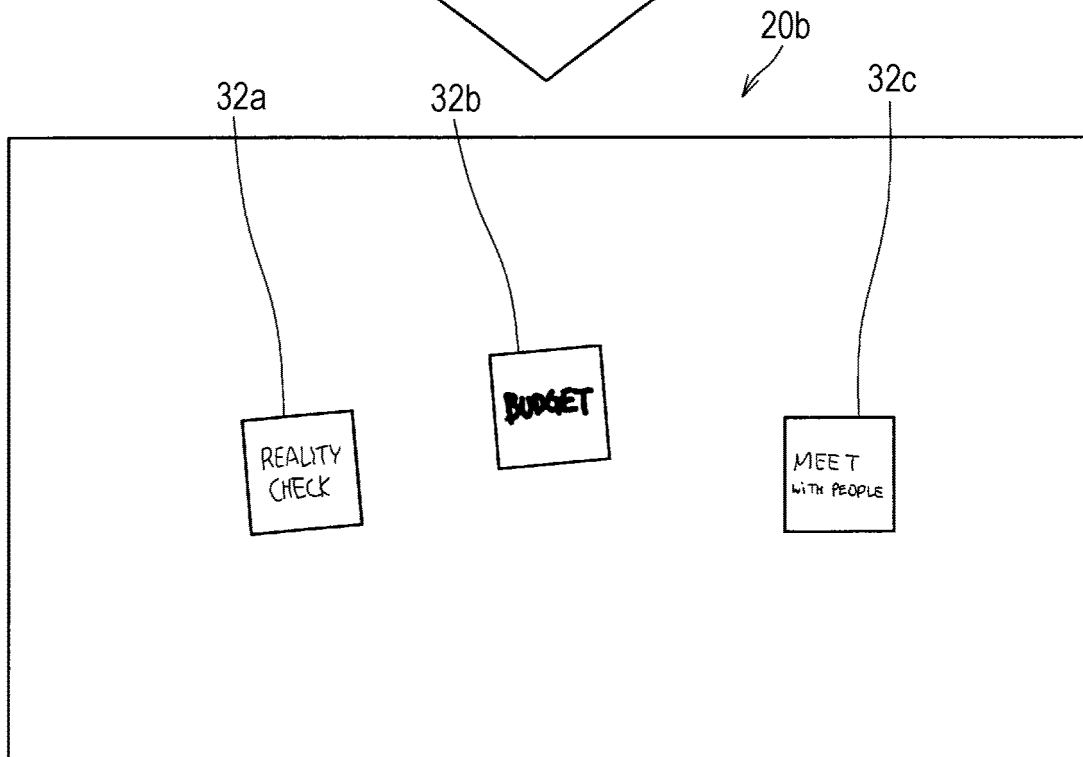 20b
32a
32b
32c
REALITY
CHECK
BUDGET
MEET
WITH PEOPLE